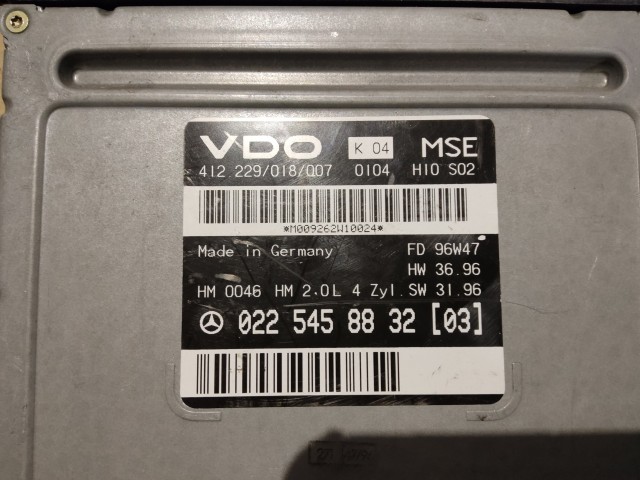 VDO K 04 MSE
412 229/018/007 0104 H10 S02
*M009262W10024*
Made in Germany FD 96W47
HW 36.96
HM 0046 HM 2.0L 4 Zyl. SW 31.96
022 545 88 32 [03]